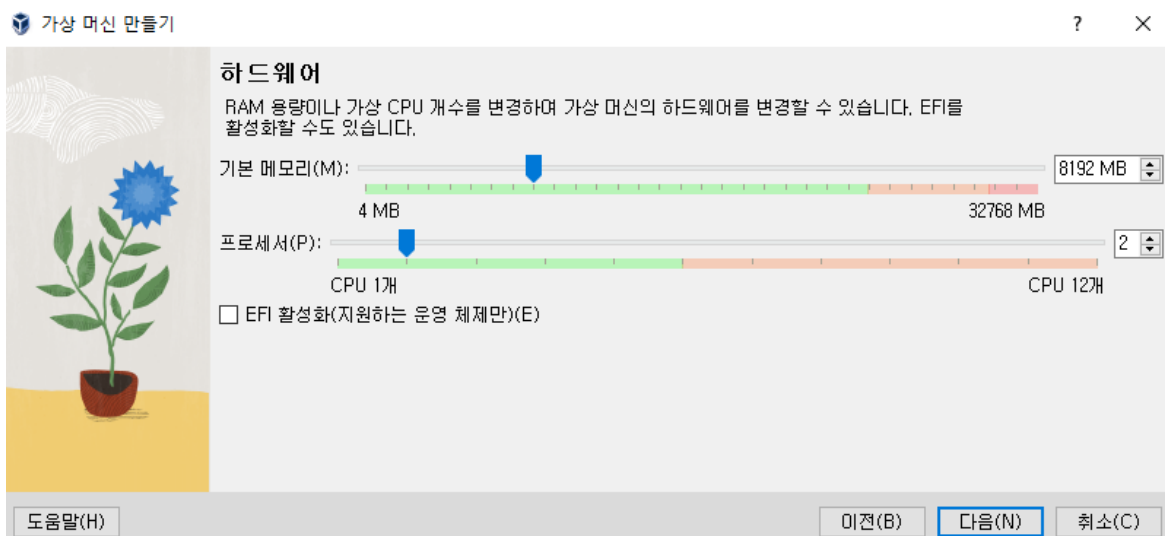 가상 머신 만들기
하드웨어
RAM 용량이나 가상 CPU 개수를 변경하여 가상 머신의 하드웨어를 변경할 수 있습니다. EFI를
활성화할 수도 있습니다.
기본 메모리(M):
8192 MB
4 MB
32768 MB
프로세서(P):
2
CPU 1개
CPU 12개
EFI 활성화(지원하는 운영 체제만)(E)
도움말(H)
이전(B)
다음(N)
취소(C)